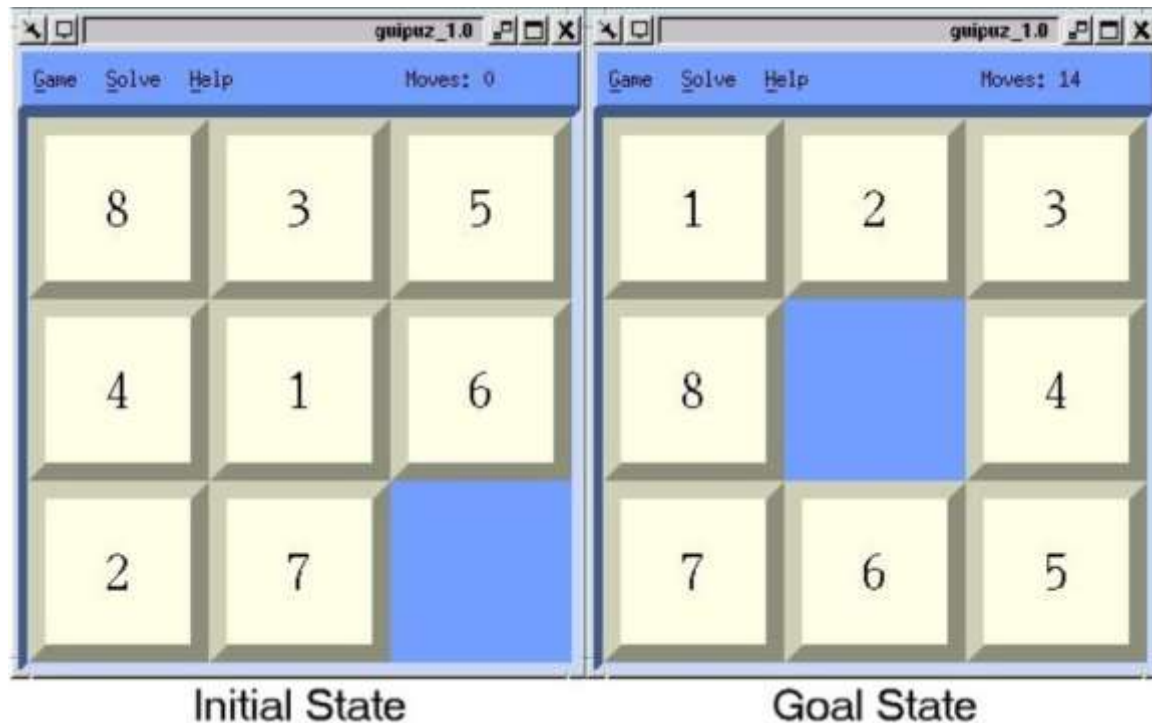 guipuz_1.0 guipuz_1.0
Game Solve Help Moves: 0 Game Solve Help Moves: 14
8 3 5 1 2 3
4 1 6 8 4
2 7 7 6 5
Initial State Goal State